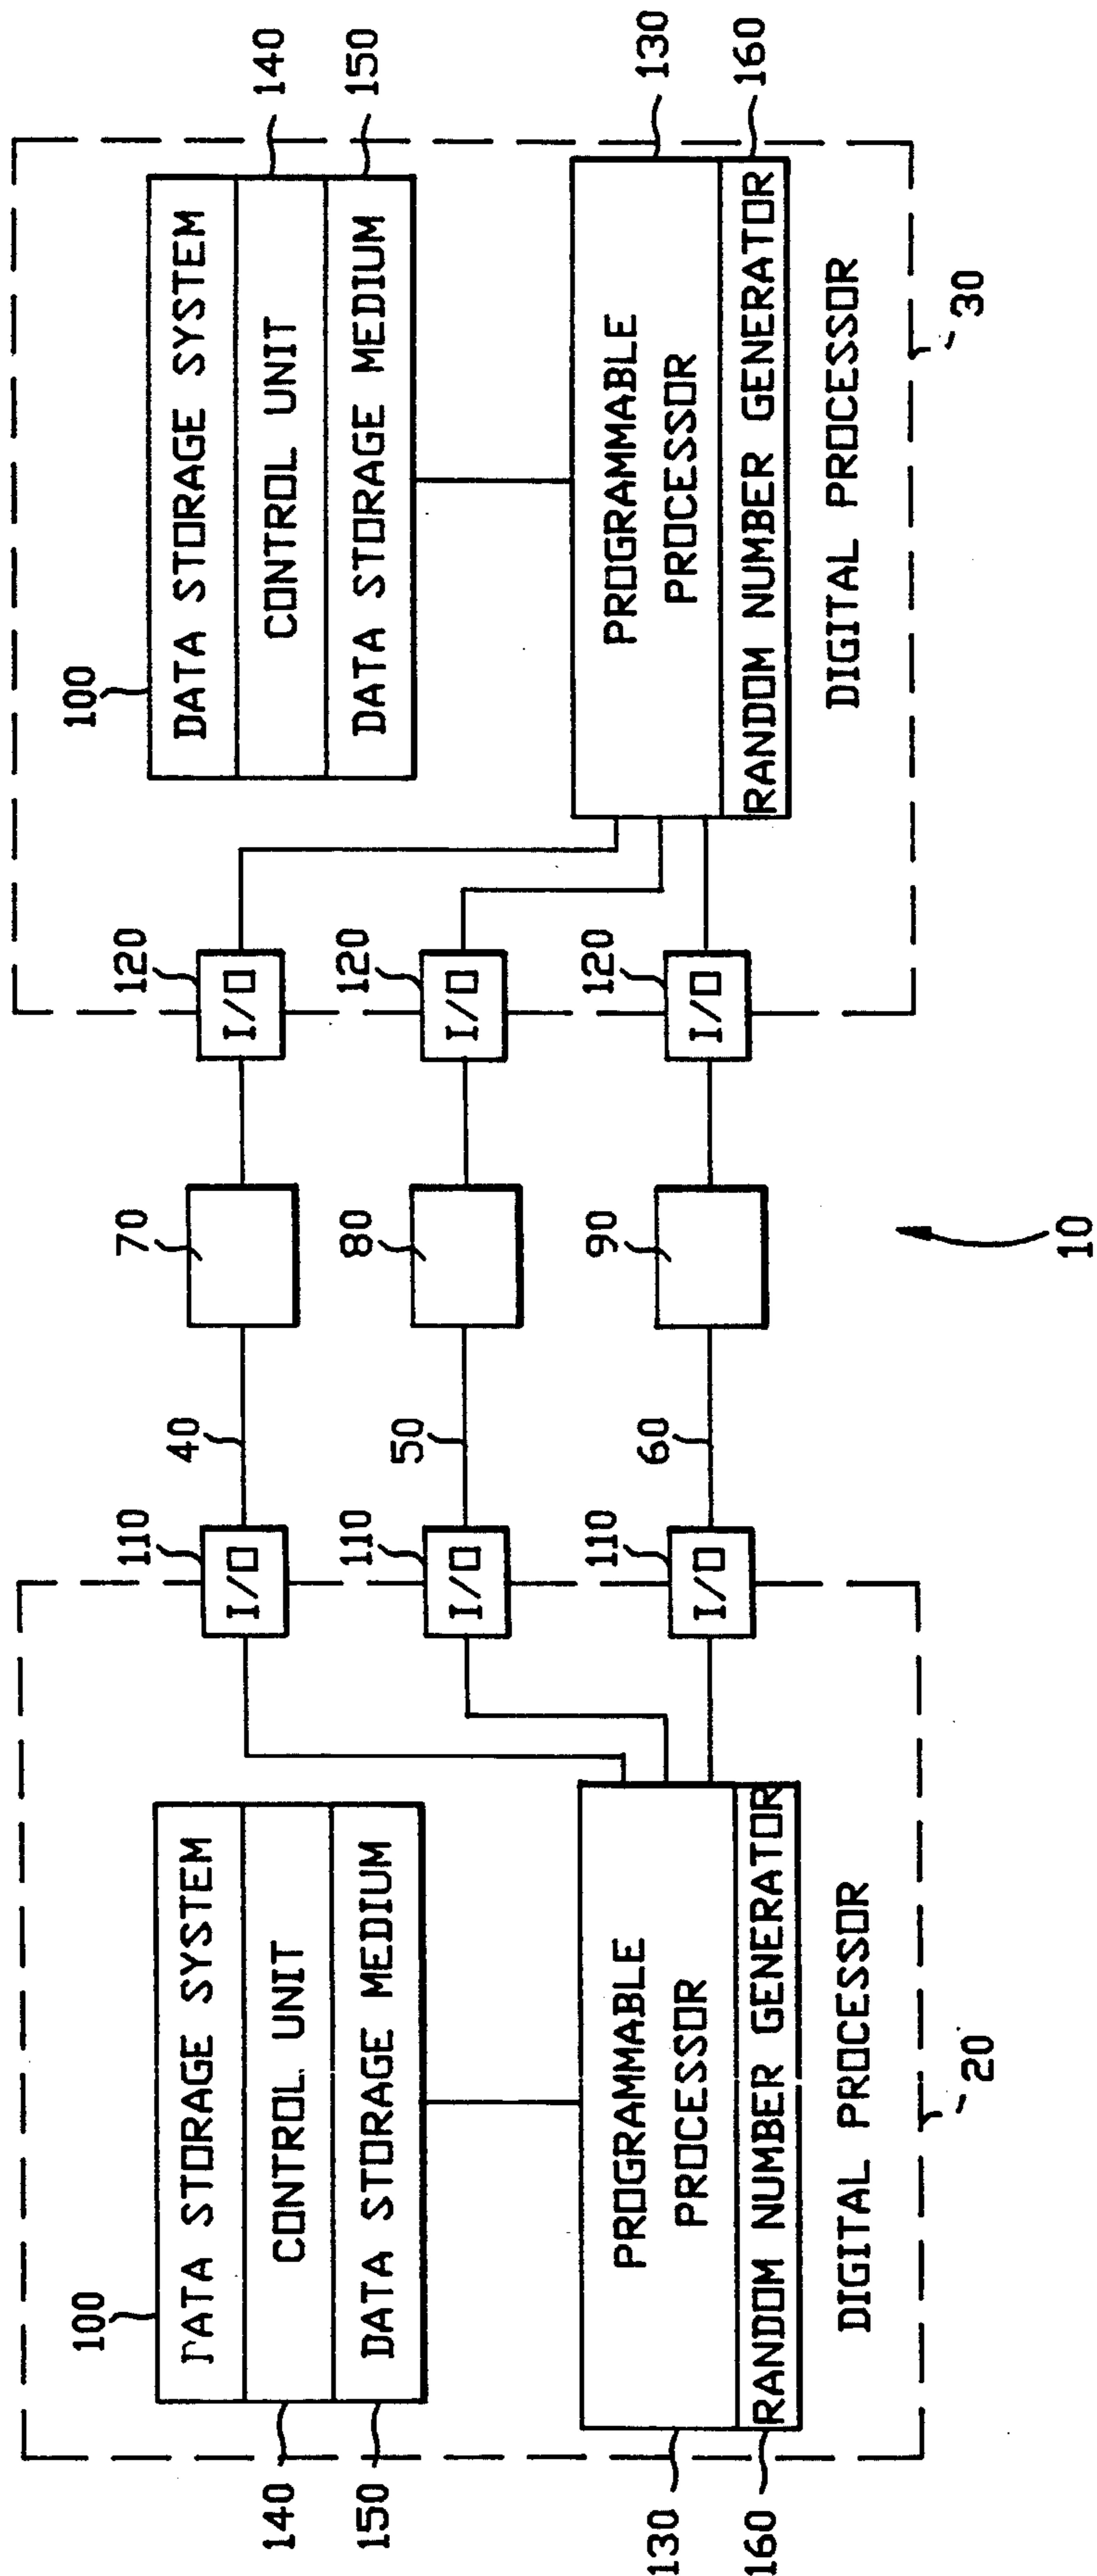 100
DATA STORAGE SYSTEM
CONTROL UNIT
DATA STORAGE MEDIUM
140
150
PROGRAMMABLE
PROCESSOR
RANDOM NUMBER GENERATOR
130
160
DIGITAL PROCESSOR
20
110
I/O
110
I/O
110
I/O
40
50
60
70
80
90
10
120
I/O
120
I/O
120
I/O
100
DATA STORAGE SYSTEM
CONTROL UNIT
DATA STORAGE MEDIUM
140
150
PROGRAMMABLE
PROCESSOR
RANDOM NUMBER GENERATOR
130
160
DIGITAL PROCESSOR
30